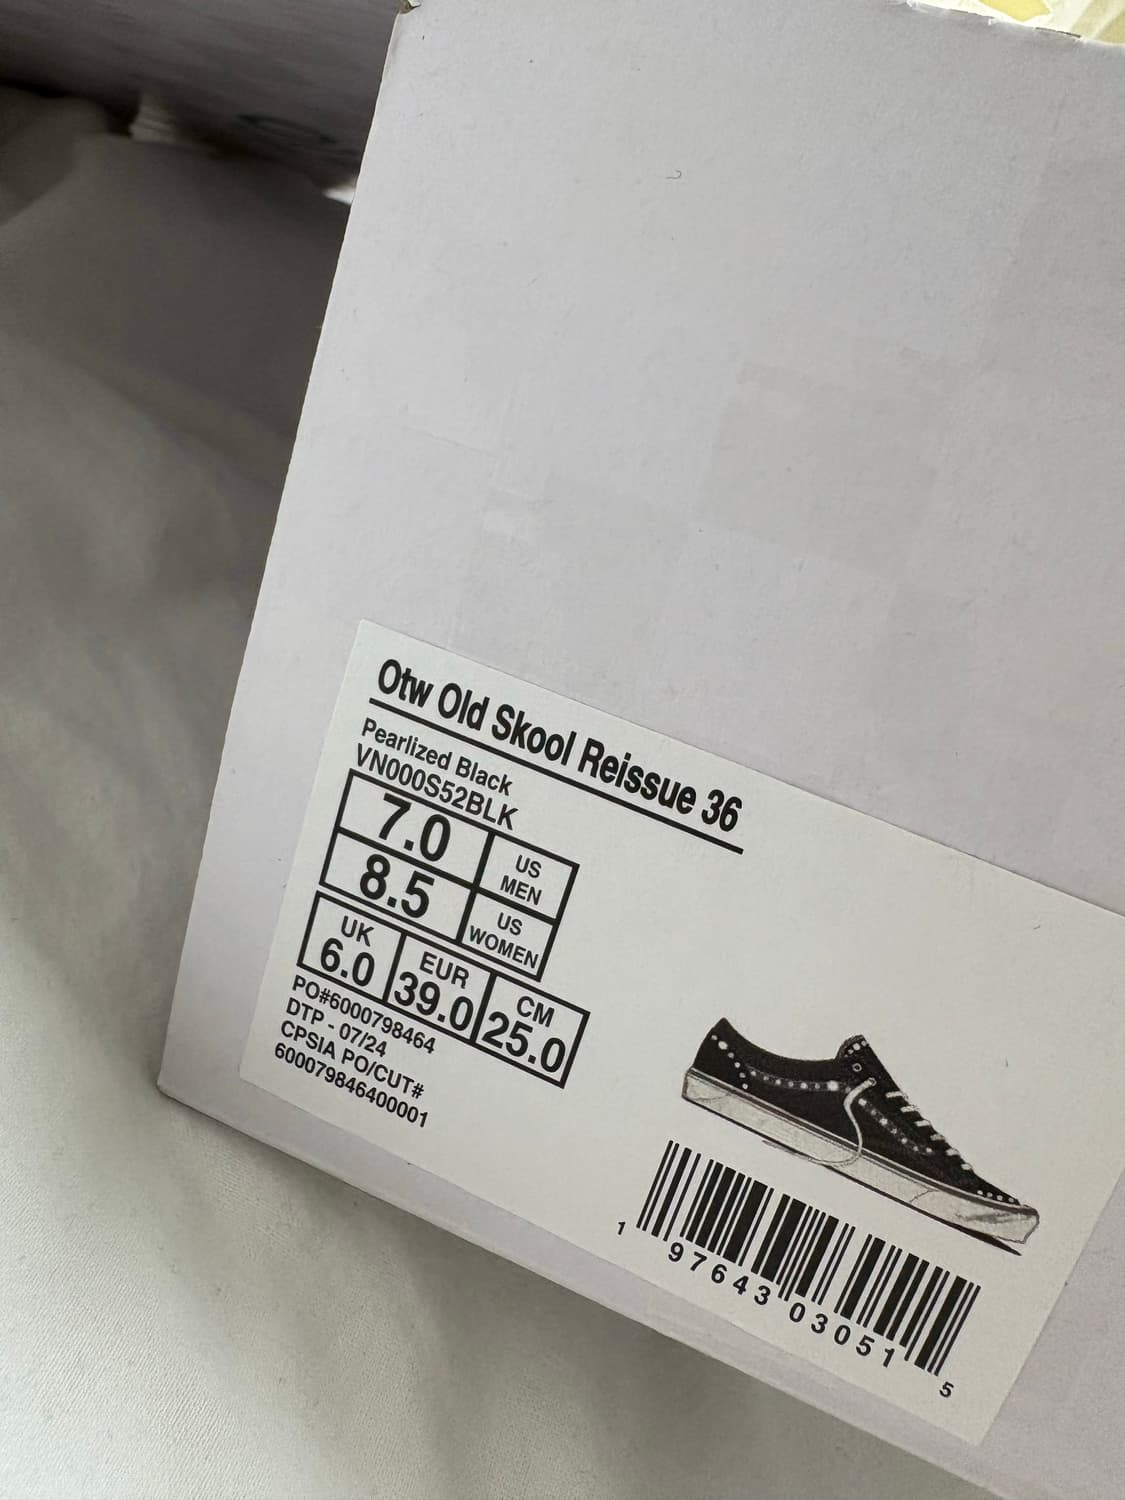 Otw Old Skool Reissue 36
Pearlized Black
VN000S52BLK
7.0 US MEN
8.5 US WOMEN
UK EUR CM
6.0 39.0 25.0
PO#6000798464
DTP - 07/24
CPSIA PO/CUT#
600079846400001
1 97643 03051 5